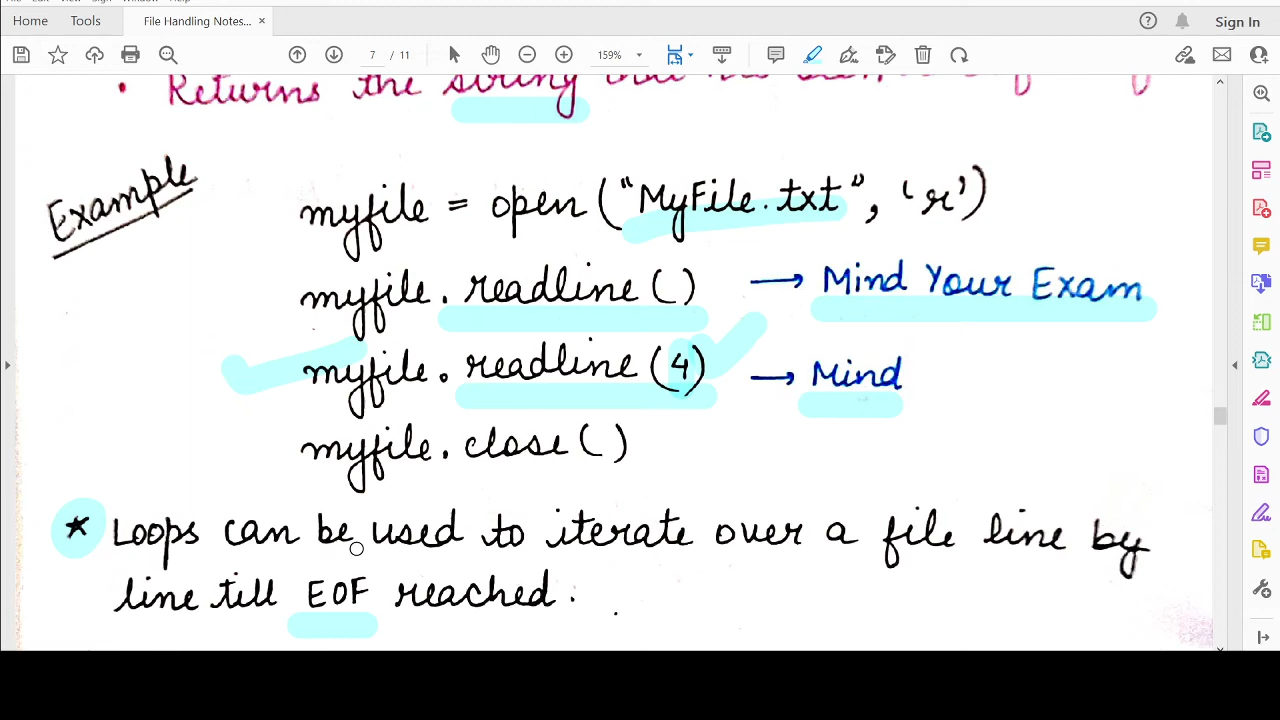 Home Tools File Handling Notes... × Sign In
7 / 11 159%
• Returns the string
Example
myfile = open ("MyFile.txt", 'r')
myfile.readline () → Mind Your Exam
myfile.readline (4) → Mind
myfile.close ()
* Loops can be used to iterate over a file line by
line till EOF reached.